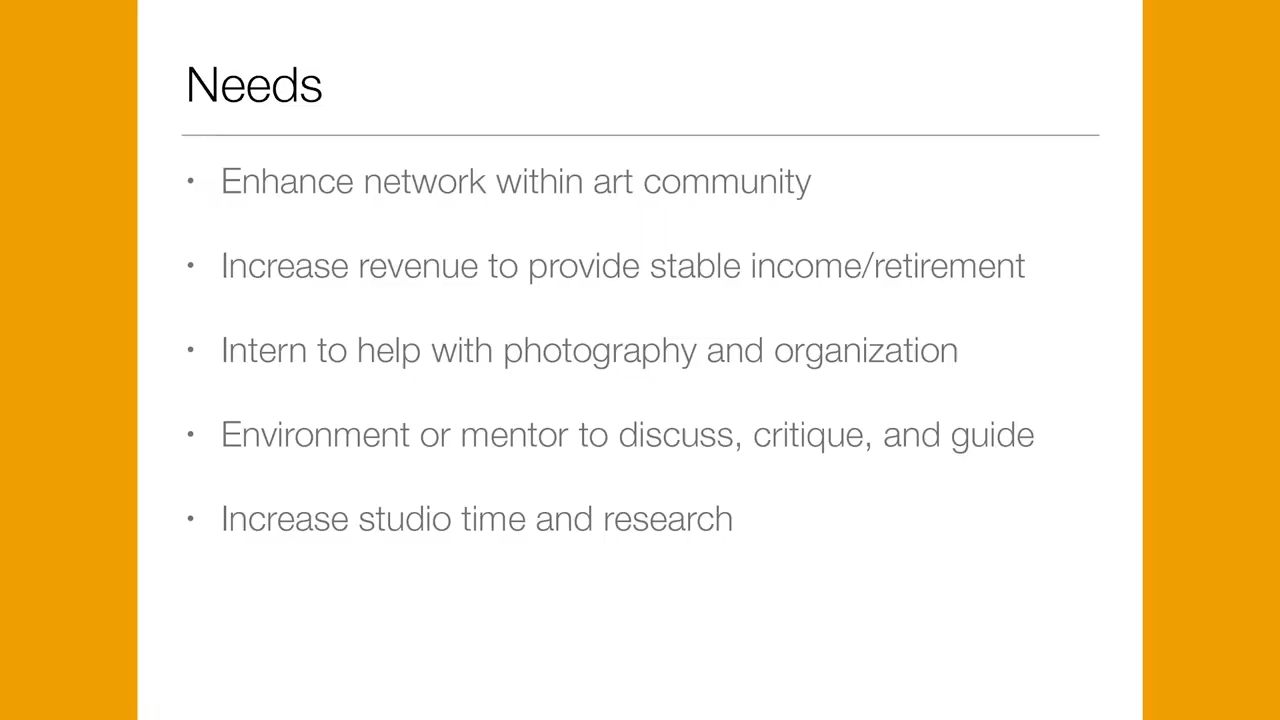 Needs
• Enhance network within art community
• Increase revenue to provide stable income/retirement
• Intern to help with photography and organization
• Environment or mentor to discuss, critique, and guide
• Increase studio time and research